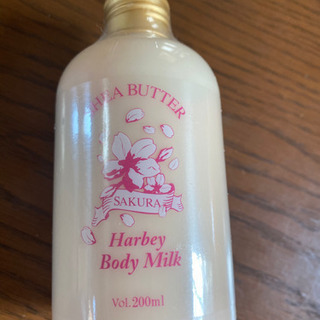 SHEA BUTTER
SAKURA
Harbey
Body Milk
Vol.200ml